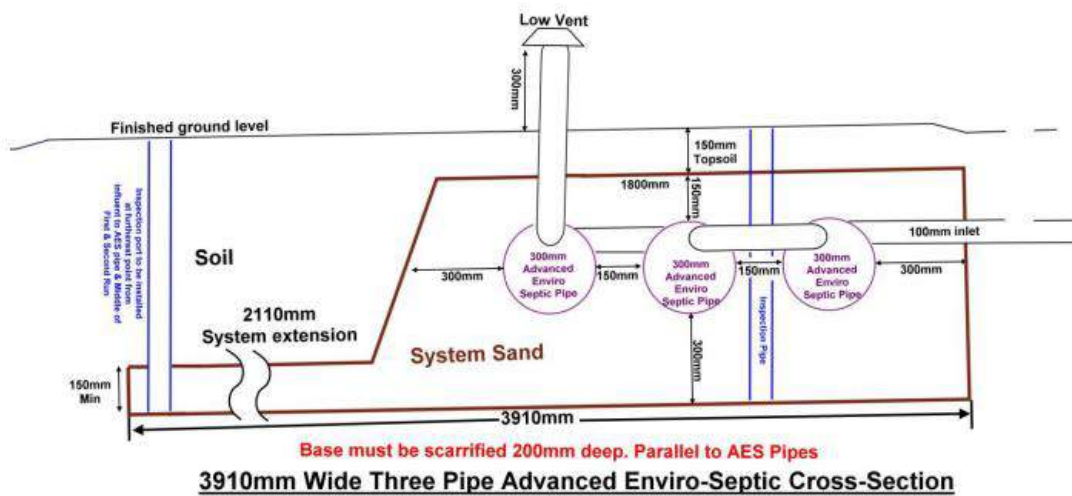 Low Vent
300mm
Finished ground level
150mm
Topsoil
1800mm
150mm
Inspection port to be installed
at furtherest point from
influent to AES pipe & Middle of
First & Second Run
Soil
300mm
Advanced
Enviro
Septic Pipe
300mm
Advanced
Enviro
Septic Pipe
300mm
Advanced
Enviro
Septic Pipe
100mm inlet
300mm
150mm
150mm
300mm
2110mm
System extension
System Sand
300mm
Inspection Pipe
150mm
Min
3910mm
Base must be scarrified 200mm deep. Parallel to AES Pipes
3910mm Wide Three Pipe Advanced Enviro-Septic Cross-Section